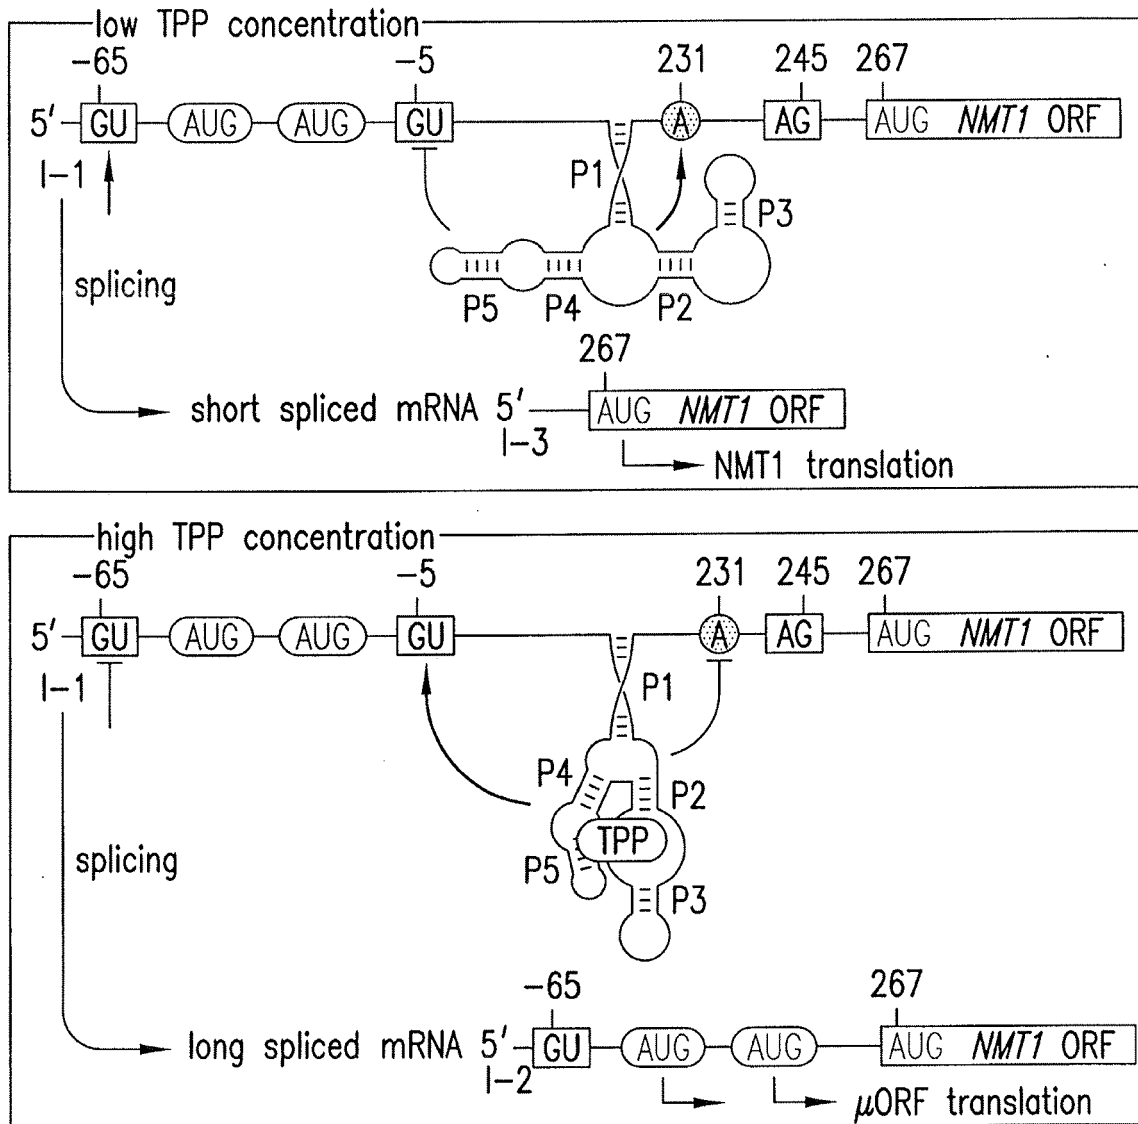 low TPP concentration
-65 -5 231 245 267
5′ GU AUG AUG GU A AG AUG NMT1 ORF
I-1
P1
P3
splicing
P5 P4 P2
267
short spliced mRNA 5′ AUG NMT1 ORF
I-3
NMT1 translation
high TPP concentration
-65 -5 231 245 267
5′ GU AUG AUG GU A AG AUG NMT1 ORF
I-1
P1
P4 P2
TPP
splicing
P5
P3
-65 267
long spliced mRNA 5′ GU AUG AUG AUG NMT1 ORF
I-2
μORF translation